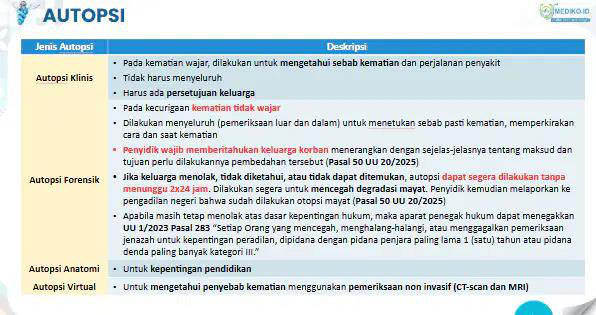 AUTOPSI
MEDIKO.ID
Jenis Autopsi
Deskripsi
Autopsi Klinis
• Pada kematian wajar, dilakukan untuk mengetahui sebab kematian dan perjalanan penyakit
• Tidak harus menyeluruh
• Harus ada persetujuan keluarga
Autopsi Forensik
• Pada kecurigaan kematian tidak wajar
• Dilakukan menyeluruh (pemeriksaan luar dan dalam) untuk menetukan sebab pasti kematian, memperkirakan
cara dan saat kematian
• Penyidik wajib memberitahukan keluarga korban menerangkan dengan sejelas-jelasnya tentang maksud dan
tujuan perlu dilakukannya pembedahan tersebut (Pasal 50 UU 20/2025)
• Jika keluarga menolak, tidak diketahui, atau tidak dapat ditemukan, autopsi dapat segera dilakukan tanpa
menunggu 2x24 jam. Dilakukan segera untuk mencegah degradasi mayat. Penyidik kemudian melaporkan ke
pengadilan negeri bahwa sudah dilakukan otopsi mayat (Pasal 50 UU 20/2025)
• Apabila masih tetap menolak atas dasar kepentingan hukum, maka aparat penegak hukum dapat menegakkan
UU 1/2023 Pasal 283 “Setiap Orang yang mencegah, menghalang-halangi, atau menggagalkan pemeriksaan
jenazah untuk kepentingan peradilan, dipidana dengan pidana penjara paling lama 1 (satu) tahun atau pidana
denda paling banyak kategori III.”
Autopsi Anatomi
• Untuk kepentingan pendidikan
Autopsi Virtual
• Untuk mengetahui penyebab kematian menggunakan pemeriksaan non invasif (CT-scan dan MRI)